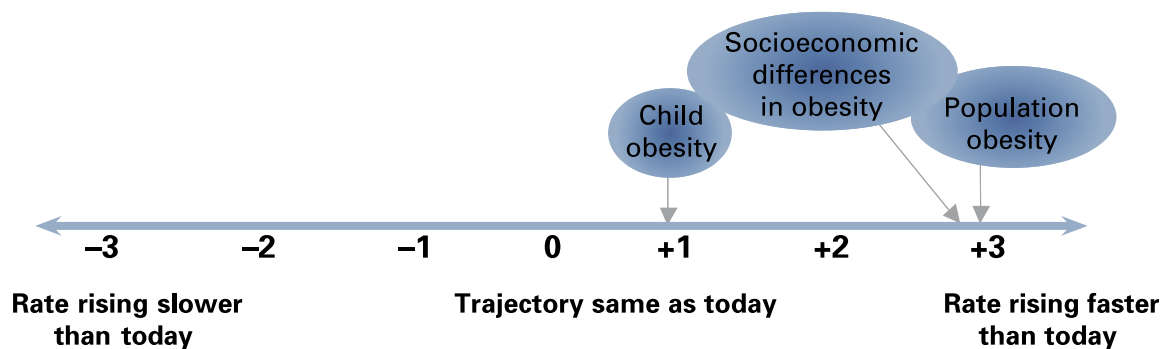 Socioeconomic
differences
in obesity
Child
obesity
Population
obesity
–3 –2 –1 0 +1 +2 +3
Rate rising slower
than today
Trajectory same as today
Rate rising faster
than today